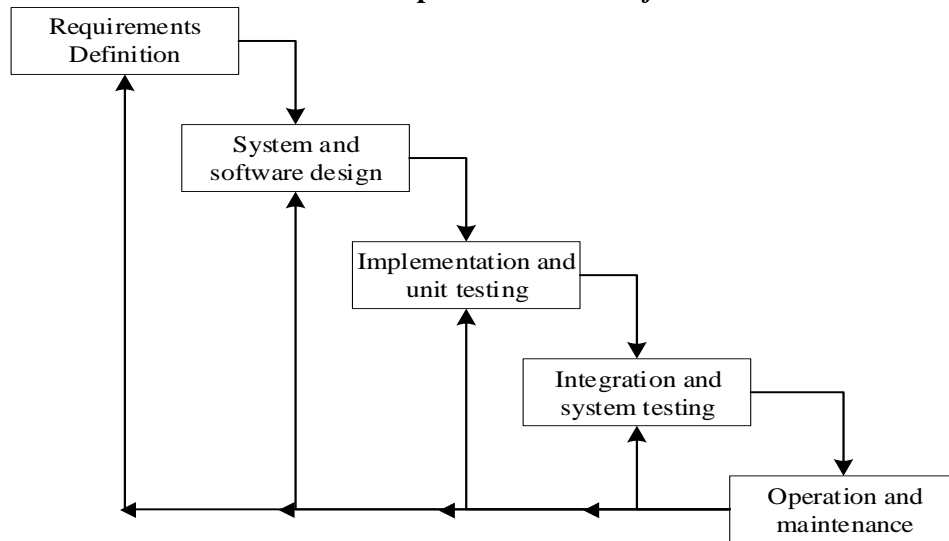 Requirements
Definition
System and
software design
Implementation and
unit testing
Integration and
system testing
Operation and
maintenance